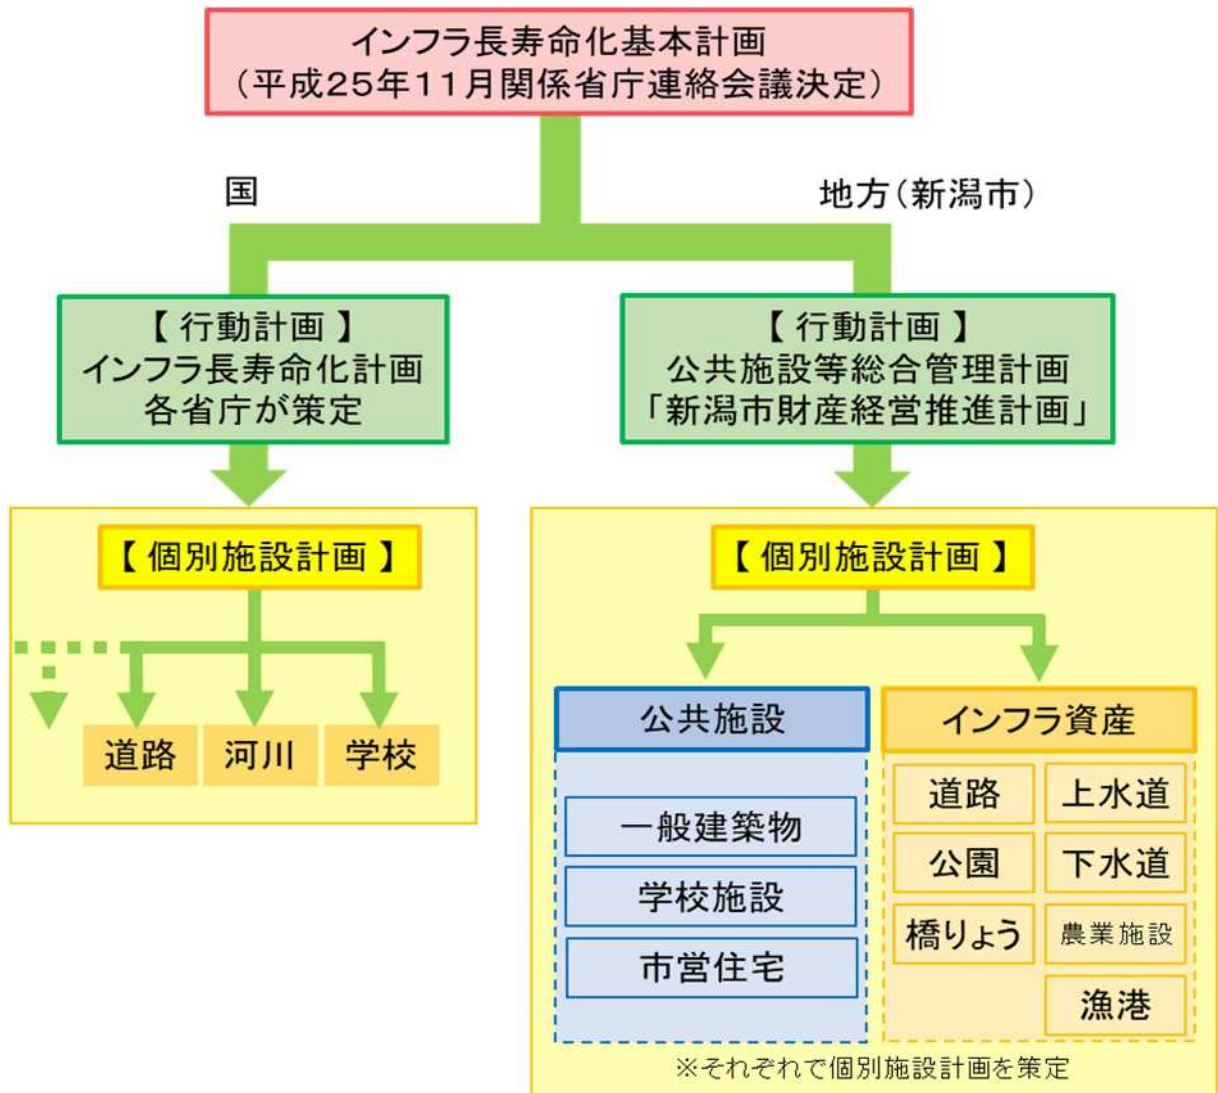 インフラ長寿命化基本計画
(平成25年11月関係省庁連絡会議決定)
国
地方(新潟市)
【 行動計画 】
インフラ長寿命化計画
各省庁が策定
【 行動計画 】
公共施設等総合管理計画
「新潟市財産経営推進計画」
【 個別施設計画 】
道路
河川
学校
【 個別施設計画 】
公共施設
一般建築物
学校施設
市営住宅
インフラ資産
道路
上水道
公園
下水道
橋りょう
農業施設
漁港
※それぞれで個別施設計画を策定